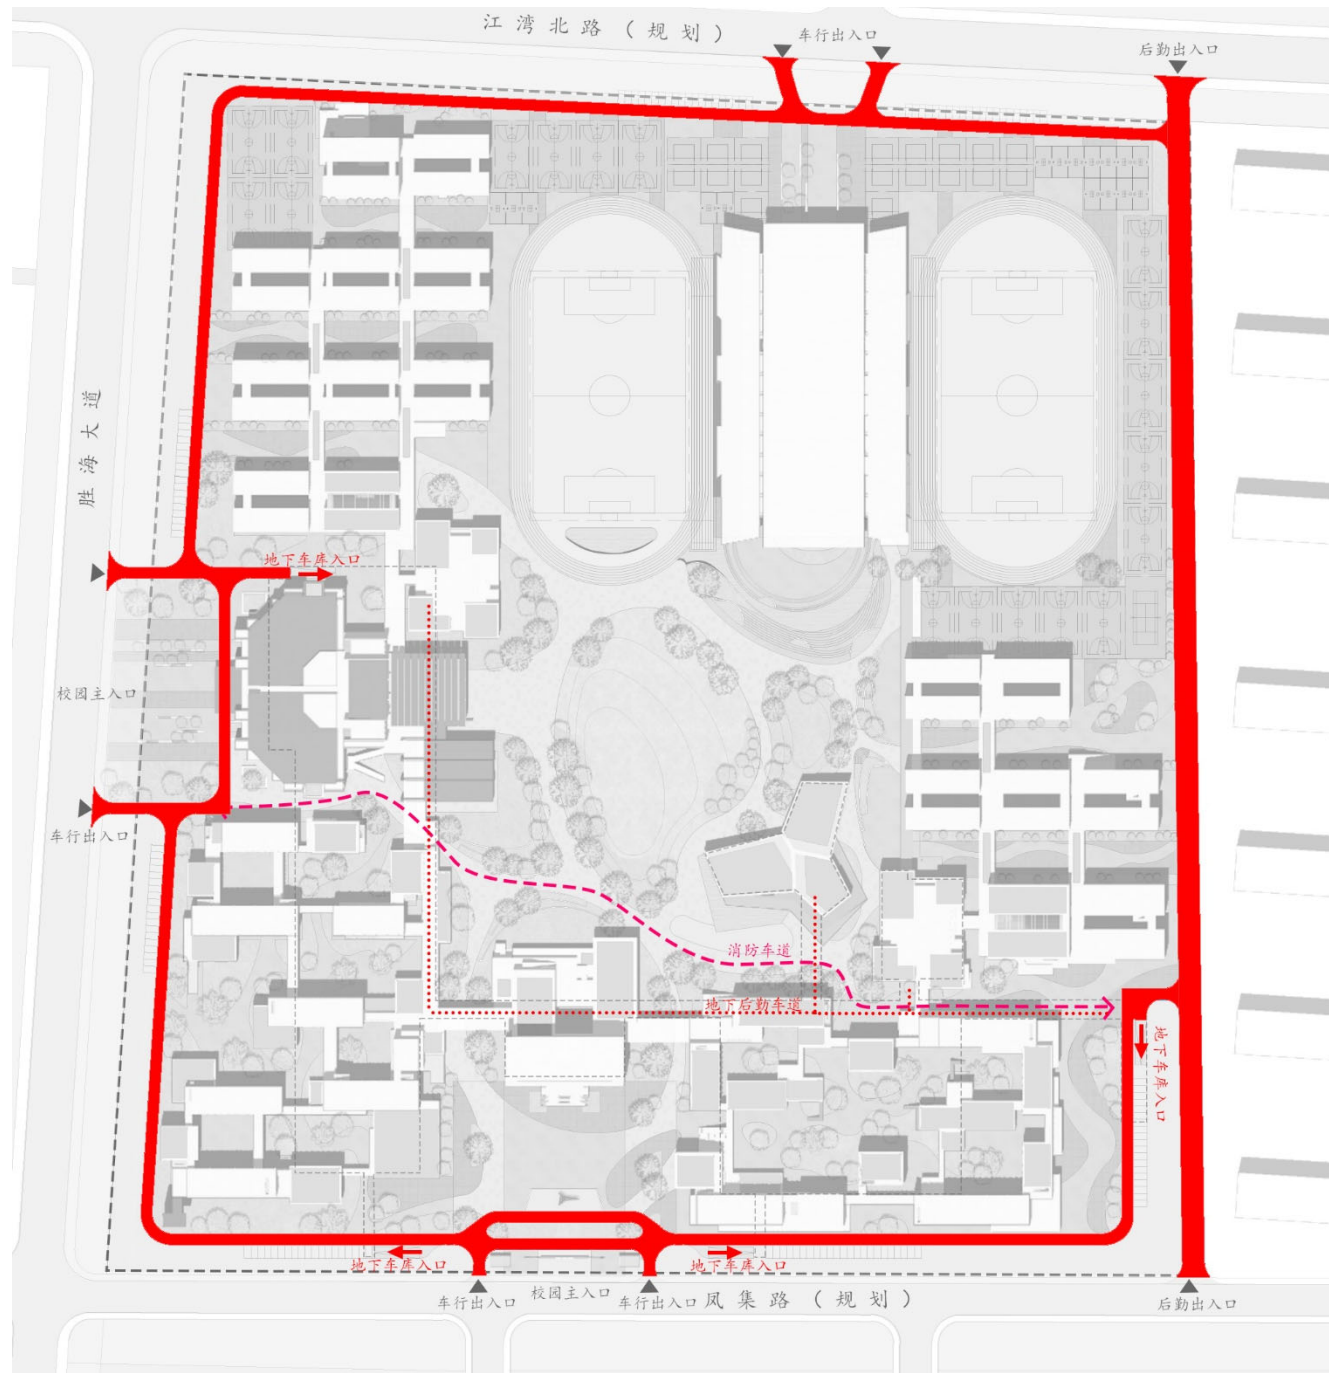 江湾北路（规划）
车行出入口
后勤出入口
胜海大道
地下车库入口
校园主入口
车行出入口
消防车道
地下后勤车道
地下车库入口
地下车库入口
地下车库入口
车行出入口
校园主入口
车行出入口
凤集路（规划）
后勤出入口